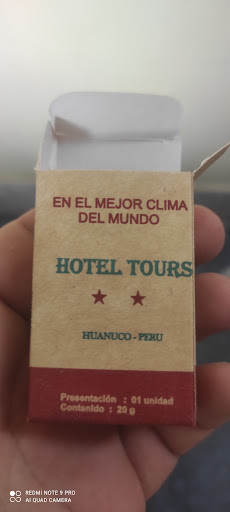 EN EL MEJOR CLIMA
DEL MUNDO
HOTEL TOURS
HUANUCO - PERU
Presentación : 01 unidad
Contenido : 20 g
REDMI NOTE 9 PRO
AI QUAD CAMERA